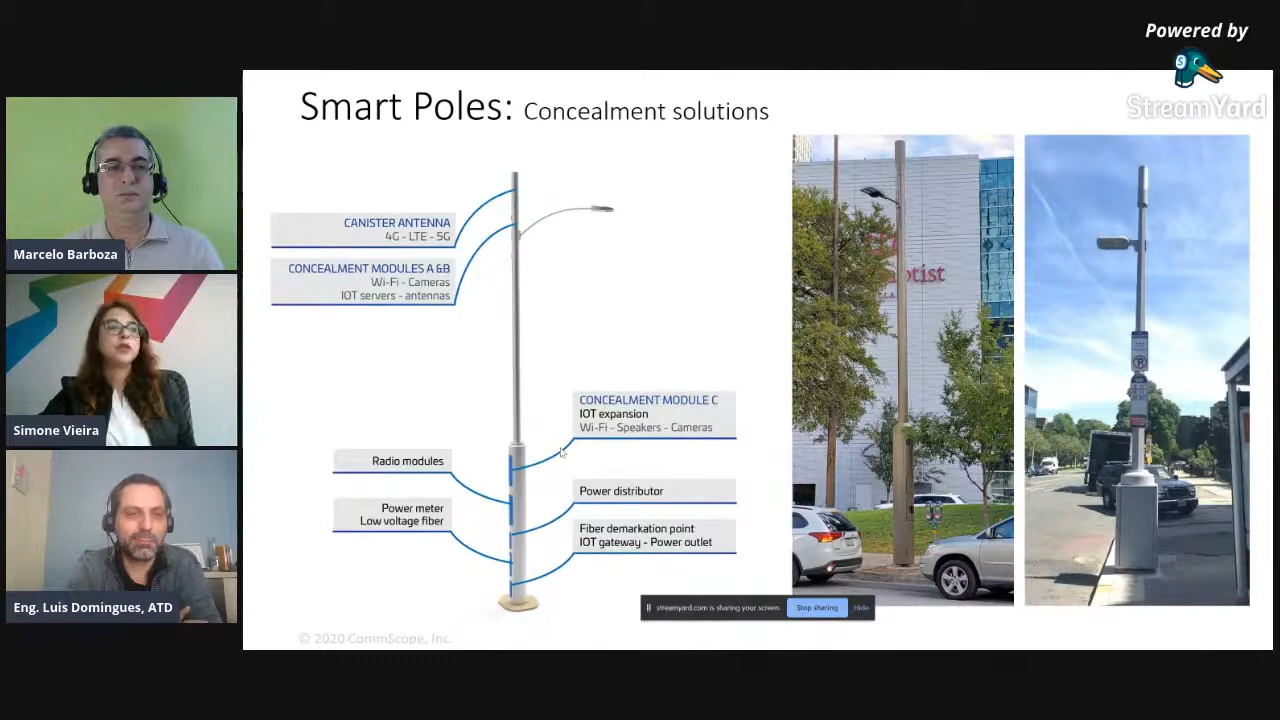 Powered by
S
StreamYard
Marcelo Barboza
Simone Vieira
Eng. Luis Domingues, ATD
Smart Poles: Concealment solutions
CANISTER ANTENNA
4G - LTE - 5G
CONCEALMENT MODULES A &B
Wi-Fi - Cameras
IOT servers - antennas
CONCEALMENT MODULE C
IOT expansion
Wi-Fi - Speakers - Cameras
Radio modules
Power meter
Low voltage fiber
Power distributor
Fiber demarkation point
IOT gateway - Power outlet
© 2020 CommScope, Inc.
streamyard.com is sharing your screen.
Stop sharing
Hide